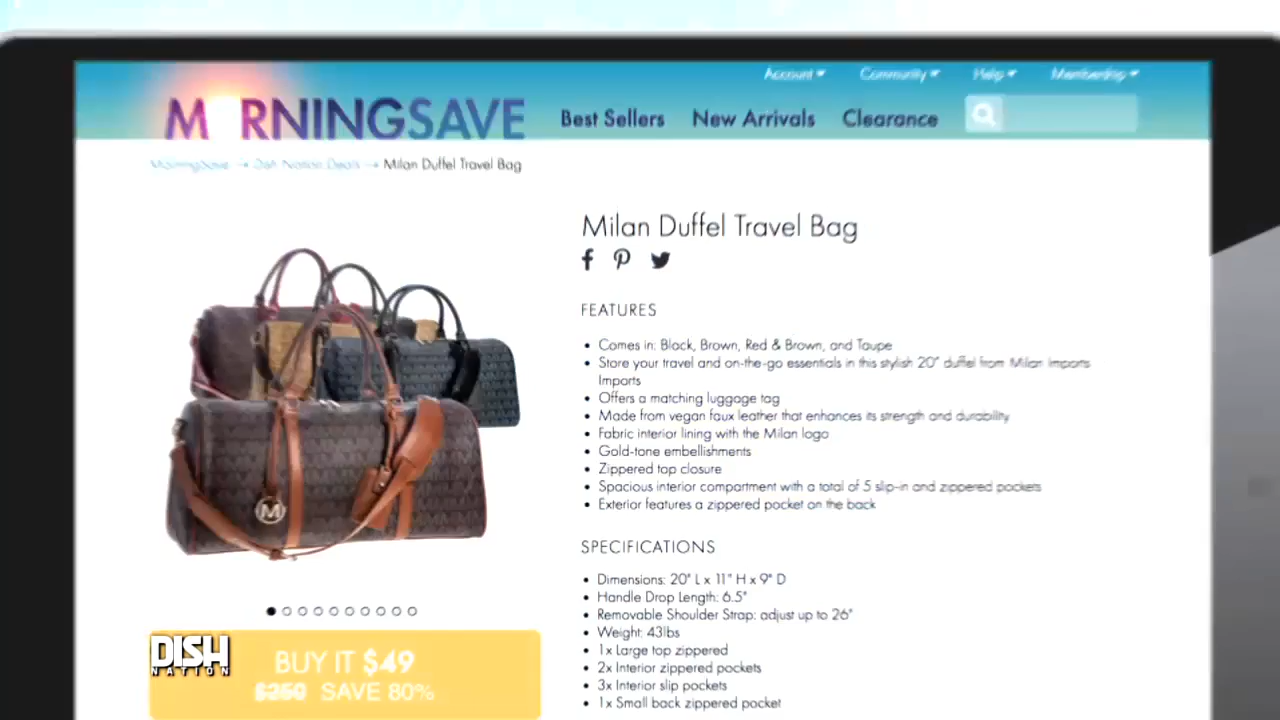 Account Community Help Membership
MORNINGSAVE Best Sellers New Arrivals Clearance
MorningSave → Dish Nation Deals → Milan Duffel Travel Bag
Milan Duffel Travel Bag
FEATURES
• Comes in: Black, Brown, Red & Brown, and Taupe
• Store your travel and on-the-go essentials in this stylish 20" duffel from Milan Imports
Imports
• Offers a matching luggage tag
• Made from vegan faux leather that enhances its strength and durability
• Fabric interior lining with the Milan logo
• Gold-tone embellishments
• Zippered top closure
• Spacious interior compartment with a total of 5 slip-in and zippered pockets
• Exterior features a zippered pocket on the back
M
SPECIFICATIONS
• Dimensions: 20" L x 11" H x 9" D
• Handle Drop Length: 6.5"
• Removable Shoulder Strap: adjust up to 26"
• Weight: 43lbs
• 1x Large top zippered
• 2x Interior zippered pockets
• 3x Interior slip pockets
• 1x Small back zippered pocket
DISH
NATION
BUY IT $49
$250 SAVE 80%